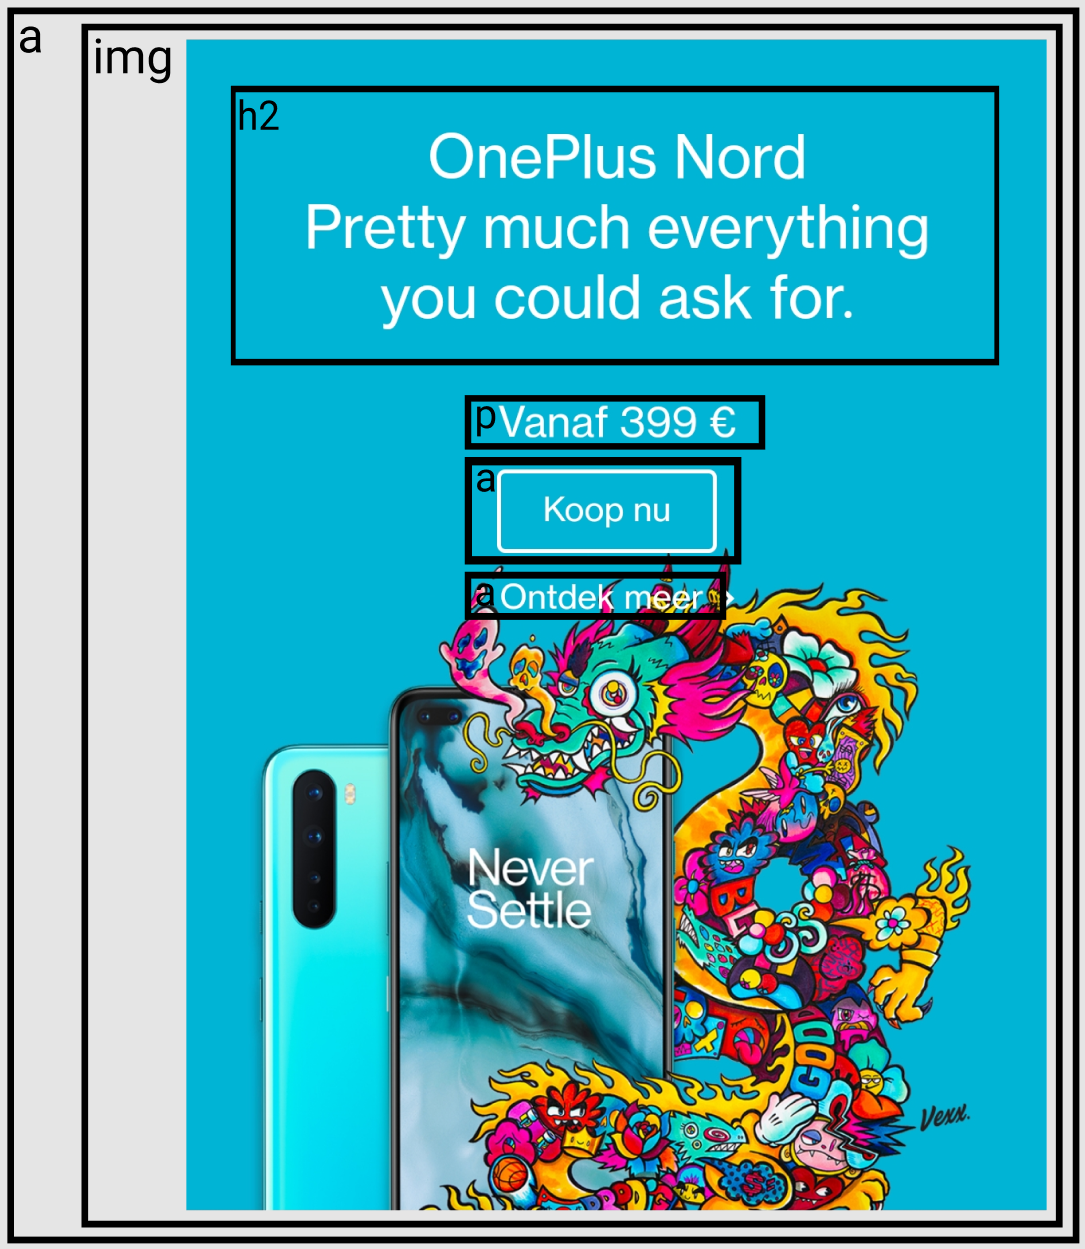 a
img
h2
OnePlus Nord
Pretty much everything
you could ask for.
p Vanaf 399 €
a
Koop nu
a Ontdek meer ›
Never
Settle
GOD
Vexx.